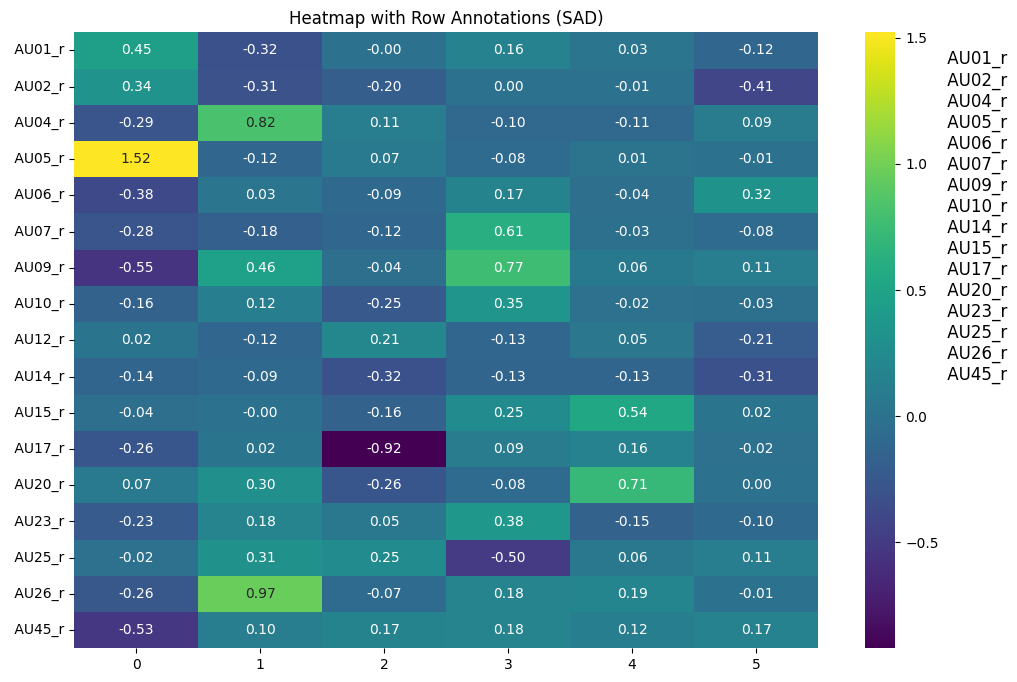 Heatmap with Row Annotations (SAD)
AU01_r 0.45 -0.32 -0.00 0.16 0.03 -0.12
AU02_r 0.34 -0.31 -0.20 0.00 -0.01 -0.41
AU04_r -0.29 0.82 0.11 -0.10 -0.11 0.09
AU05_r 1.52 -0.12 0.07 -0.08 0.01 -0.01
AU06_r -0.38 0.03 -0.09 0.17 -0.04 0.32
AU07_r -0.28 -0.18 -0.12 0.61 -0.03 -0.08
AU09_r -0.55 0.46 -0.04 0.77 0.06 0.11
AU10_r -0.16 0.12 -0.25 0.35 -0.02 -0.03
AU12_r 0.02 -0.12 0.21 -0.13 0.05 -0.21
AU14_r -0.14 -0.09 -0.32 -0.13 -0.13 -0.31
AU15_r -0.04 -0.00 -0.16 0.25 0.54 0.02
AU17_r -0.26 0.02 -0.92 0.09 0.16 -0.02
AU20_r 0.07 0.30 -0.26 -0.08 0.71 0.00
AU23_r -0.23 0.18 0.05 0.38 -0.15 -0.10
AU25_r -0.02 0.31 0.25 -0.50 0.06 0.11
AU26_r -0.26 0.97 -0.07 0.18 0.19 -0.01
AU45_r -0.53 0.10 0.17 0.18 0.12 0.17
0 1 2 3 4 5
1.5
1.0
0.5
0.0
−0.5
AU01_r
AU02_r
AU04_r
AU05_r
AU06_r
AU07_r
AU09_r
AU10_r
AU14_r
AU15_r
AU17_r
AU20_r
AU23_r
AU25_r
AU26_r
AU45_r